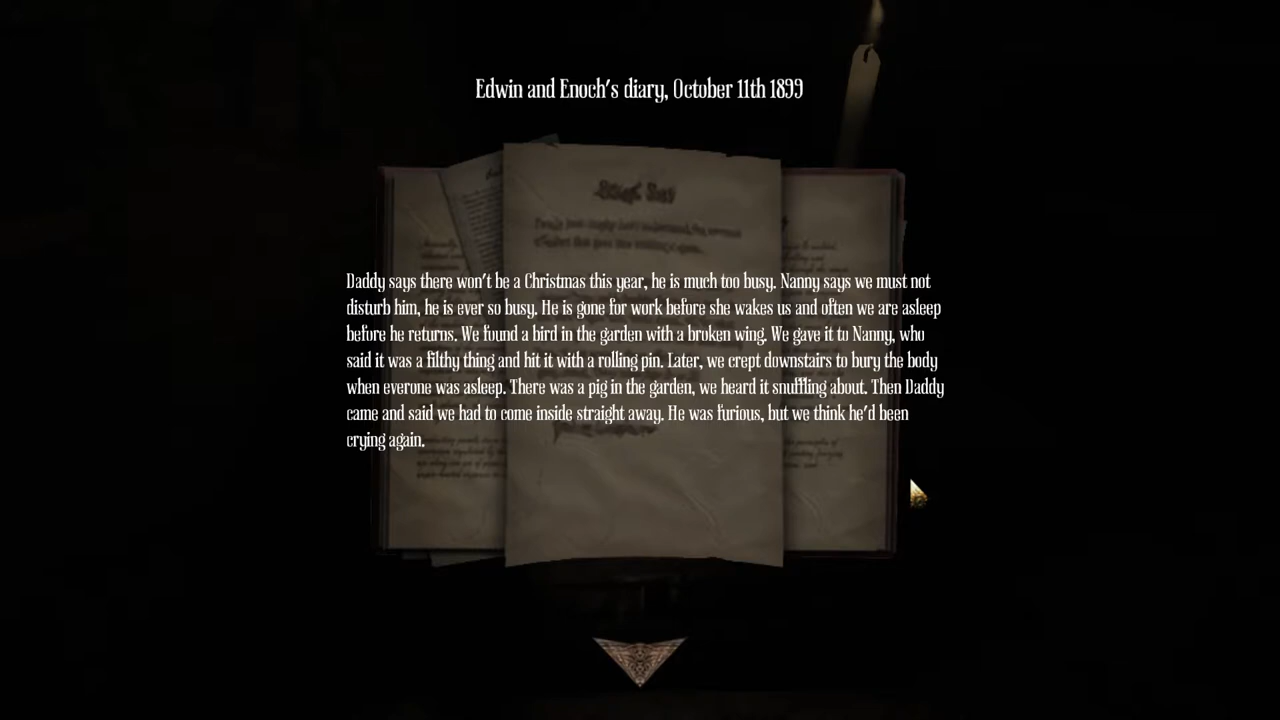 Edwin and Enoch's diary, October 11th 1899
Daddy says there won't be a Christmas this year, he is much too busy. Nanny says we must not
disturb him, he is ever so busy. He is gone for work before she wakes us and often we are asleep
before he returns. We found a bird in the garden with a broken wing. We gave it to Nanny, who
said it was a filthy thing and hit it with a rolling pin. Later, we crept downstairs to bury the body
when everone was asleep. There was a pig in the garden, we heard it snuffling about. Then Daddy
came and said we had to come inside straight away. He was furious, but we think he'd been
crying again.